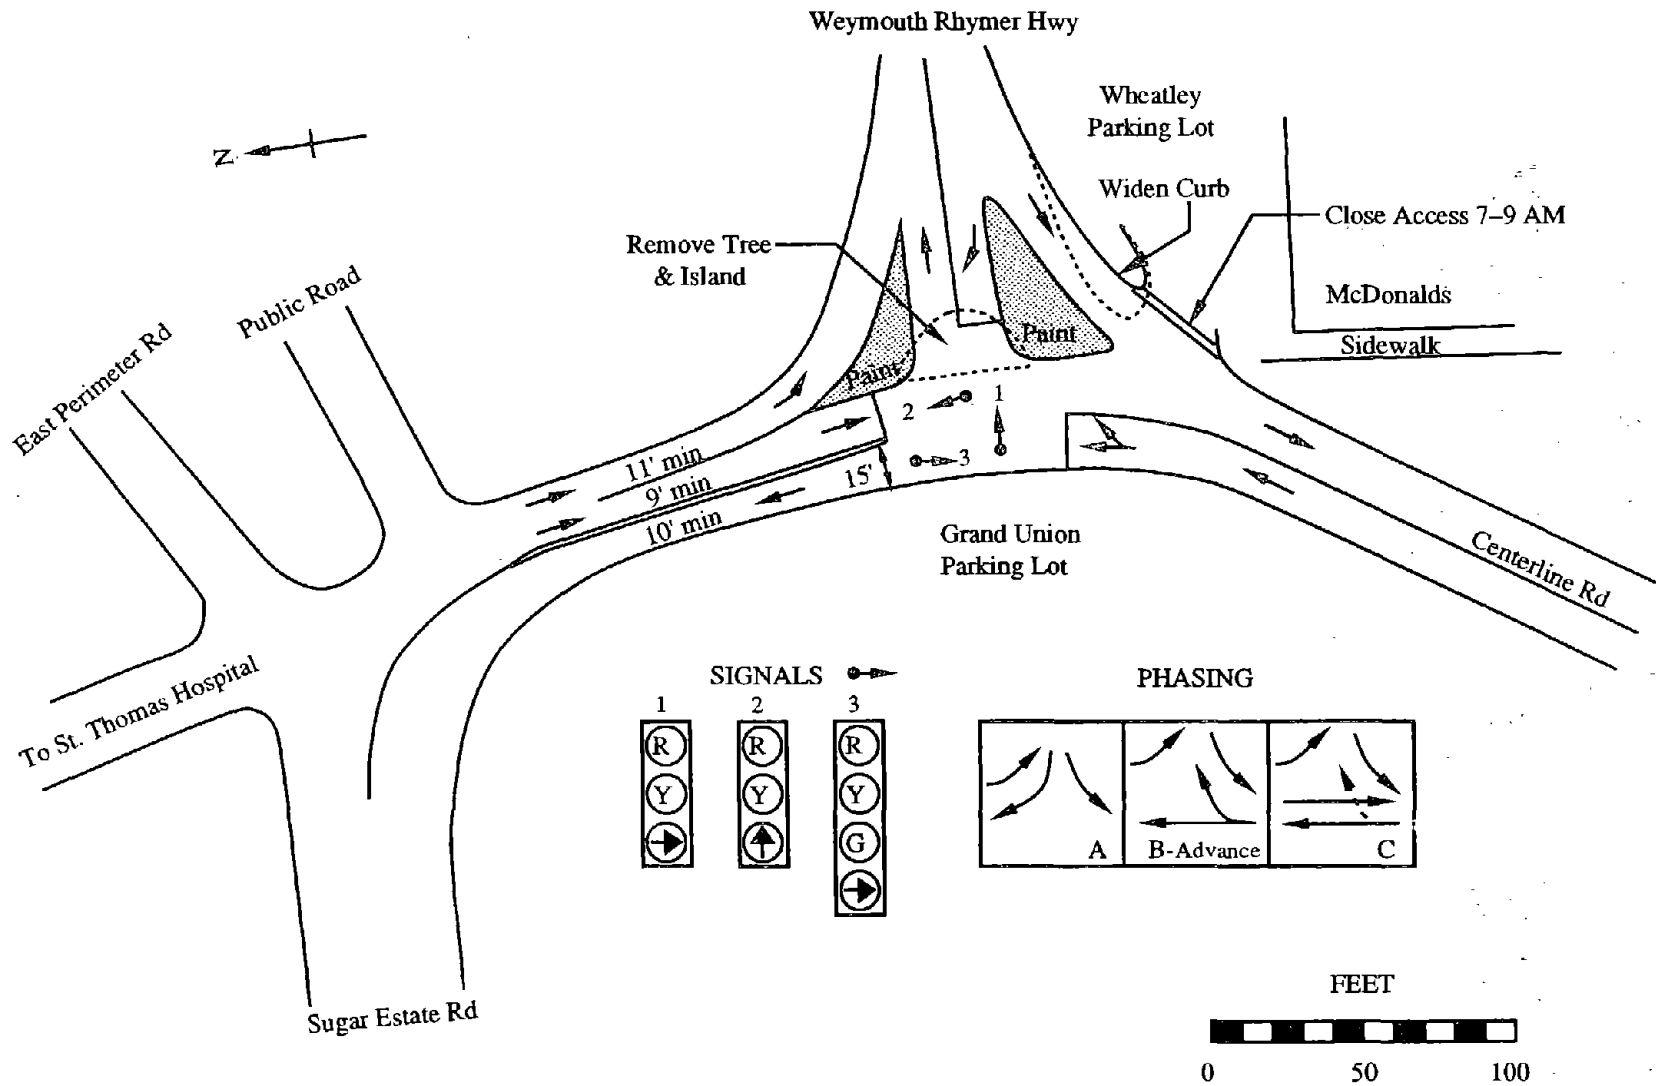 Weymouth Rhymer Hwy
Wheatley
Parking Lot
N
Widen Curb
Close Access 7–9 AM
Remove Tree
& Island
McDonalds
Sidewalk
Public Road
East Perimeter Rd
Paint
Paint
2
1
3
11' min
9' min
10' min
15'
Grand Union
Parking Lot
Centerline Rd
To St. Thomas Hospital
Sugar Estate Rd
SIGNALS
1 2 3
R R R
Y Y Y
G
PHASING
A B-Advance C
FEET
0 50 100